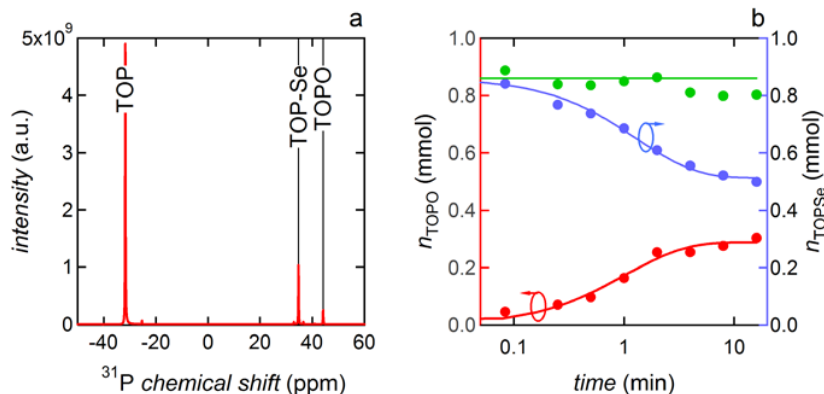 a
5x10⁹
4
3
2
1
0
intensity (a.u.)
TOP
TOP-Se
TOPO
-40
-20
0
20
40
60
³¹P chemical shift (ppm)
b
1.0
0.8
0.6
0.4
0.2
0.0
n_TOPO (mmol)
1.0
0.8
0.6
0.4
0.2
0.0
n_TOPSe (mmol)
0.1
1
10
time (min)